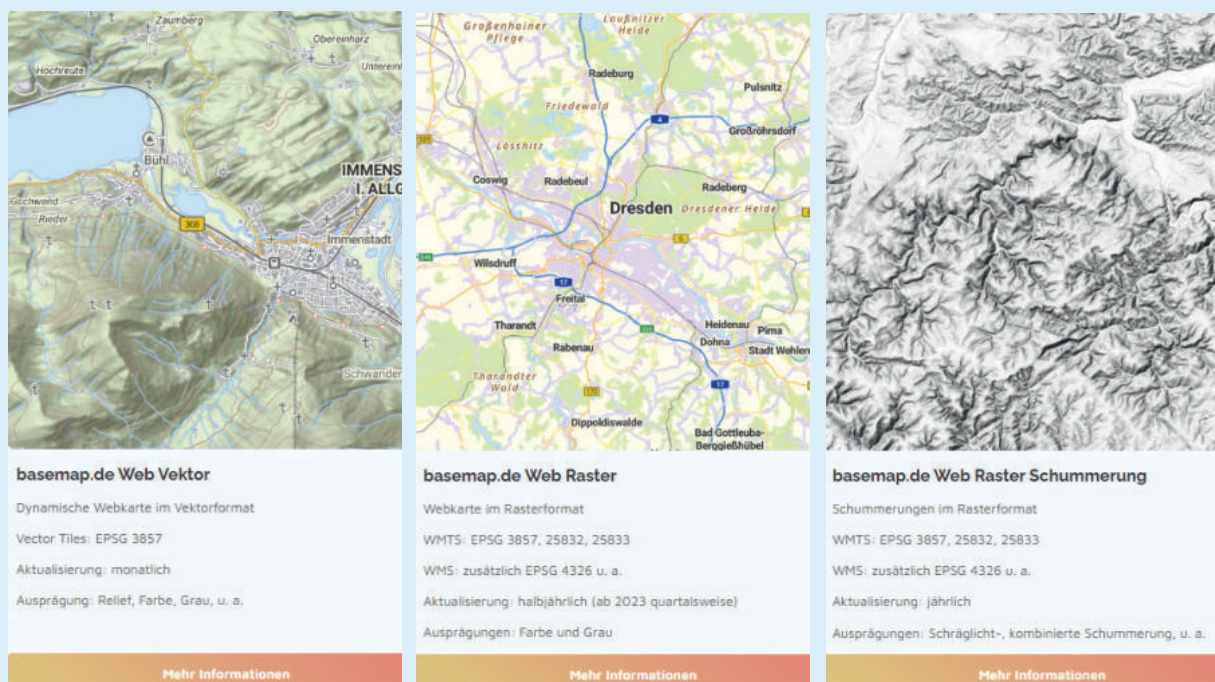 Zaumberg
Obereinharz
Hochreute
Unterein
Bühl
IMMENS
I. ALLG
Gschwend
Rieder
308
Immenstadt
Schwanden
basemap.de Web Vektor
Dynamische Webkarte im Vektorformat
Vector Tiles: EPSG 3857
Aktualisierung: monatlich
Ausprägung: Relief, Farbe, Grau, u. a.
Mehr Informationen
Großenhainer
Pflege
Laußnitzer
Heide
Radeburg
Pulsnitz
Friedewald
4
Großröhrsdorf
Lössnitz
Coswig
Radebeul
Radeberg
Dresden
Dresdener Heide
6
Wilsdruff
17
Freital
Tharandt
Heidenau
Pirna
Dohna
Rabenau
Stadt Wehlen
Tharandter
Wald
17
170
Dippoldiswalde
Bad Gottleuba-
Berggießhübel
basemap.de Web Raster
Webkarte im Rasterformat
WMTS: EPSG 3857, 25832, 25833
WMS: zusätzlich EPSG 4326 u. a.
Aktualisierung: halbjährlich (ab 2023 quartalsweise)
Ausprägungen: Farbe und Grau
Mehr Informationen
basemap.de Web Raster Schummerung
Schummerungen im Rasterformat
WMTS: EPSG 3857, 25832, 25833
WMS: zusätzlich EPSG 4326 u. a.
Aktualisierung: jährlich
Ausprägungen: Schräglicht-, kombinierte Schummerung, u. a.
Mehr Informationen